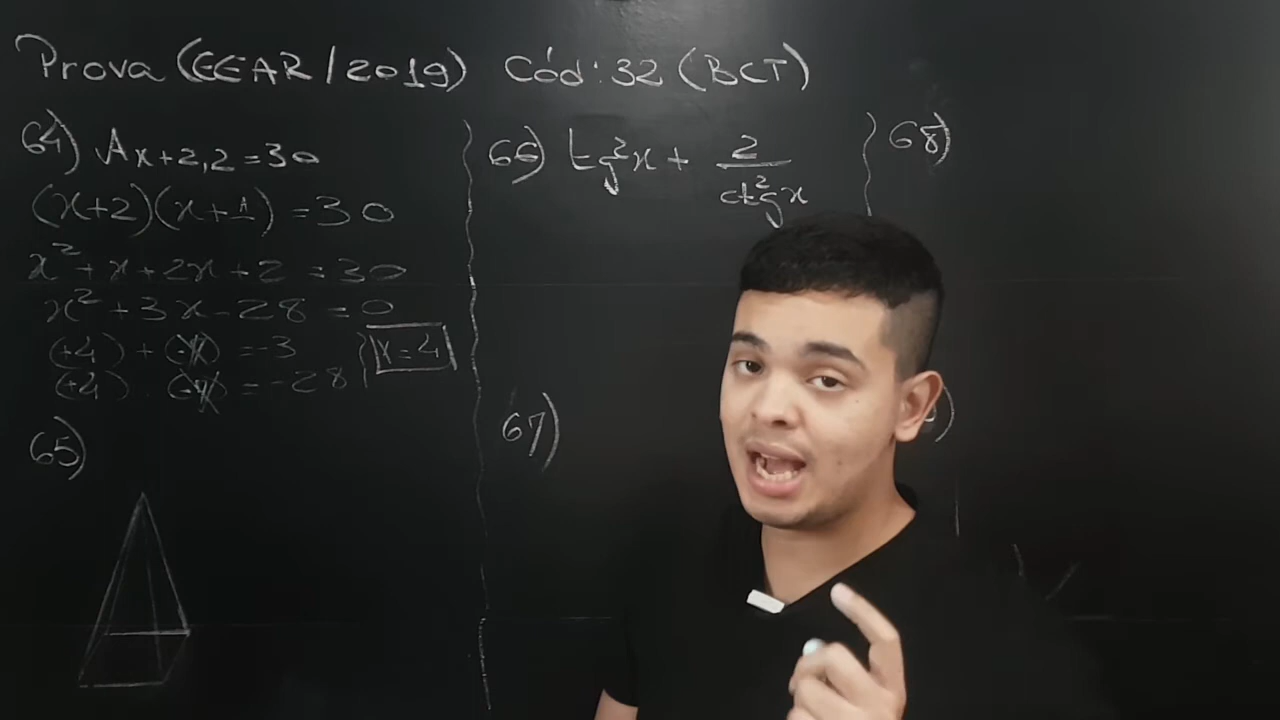 Prova (EEAR/2019) Cód: 32 (BCT)
64) Ax+2,2=30
(x+2)(x+1)=30
x²+x+2x+2=30
x²+3x-28=0
(+4)+(-7)=-3
(+4).(-7)=-28
x=4
65)
66) tg²x + 2/ctg²x
67)
68)